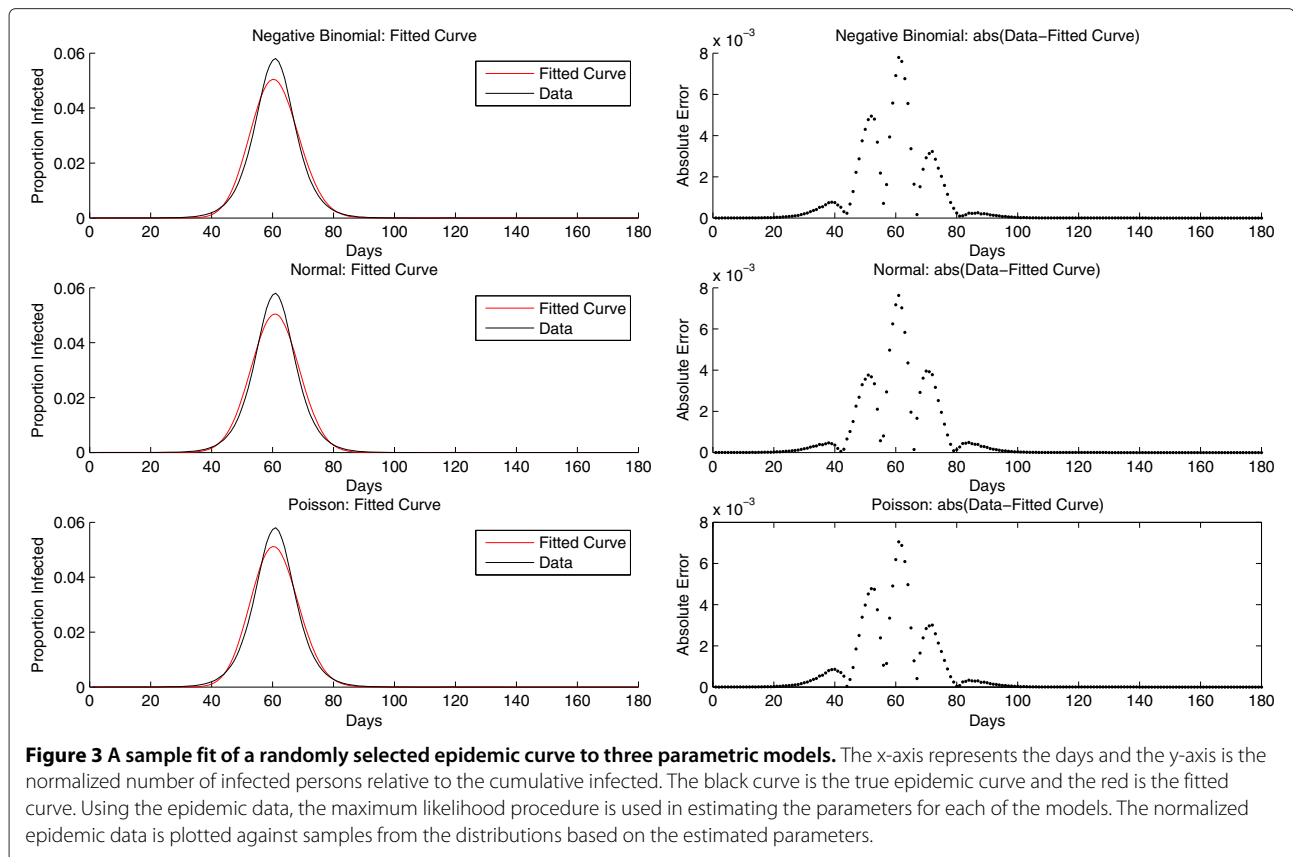 Negative Binomial: Fitted Curve
0.06
0.04
0.02
0
Proportion Infected
Fitted Curve
Data
0 20 40 60 80 100 120 140 160 180
Days
Negative Binomial: abs(Data−Fitted Curve)
x 10−3
8
6
4
2
0
Absolute Error
0 20 40 60 80 100 120 140 160 180
Days
Normal: Fitted Curve
0.06
0.04
0.02
0
Proportion Infected
Fitted Curve
Data
0 20 40 60 80 100 120 140 160 180
Days
Normal: abs(Data−Fitted Curve)
x 10−3
8
6
4
2
0
Absolute Error
0 20 40 60 80 100 120 140 160 180
Days
Poisson: Fitted Curve
0.06
0.04
0.02
0
Proportion Infected
Fitted Curve
Data
0 20 40 60 80 100 120 140 160 180
Days
Poisson: abs(Data−Fitted Curve)
x 10−3
8
6
4
2
0
Absolute Error
0 20 40 60 80 100 120 140 160 180
Days
Figure 3 A sample fit of a randomly selected epidemic curve to three parametric models. The x-axis represents the days and the y-axis is the
normalized number of infected persons relative to the cumulative infected. The black curve is the true epidemic curve and the red is the fitted
curve. Using the epidemic data, the maximum likelihood procedure is used in estimating the parameters for each of the models. The normalized
epidemic data is plotted against samples from the distributions based on the estimated parameters.